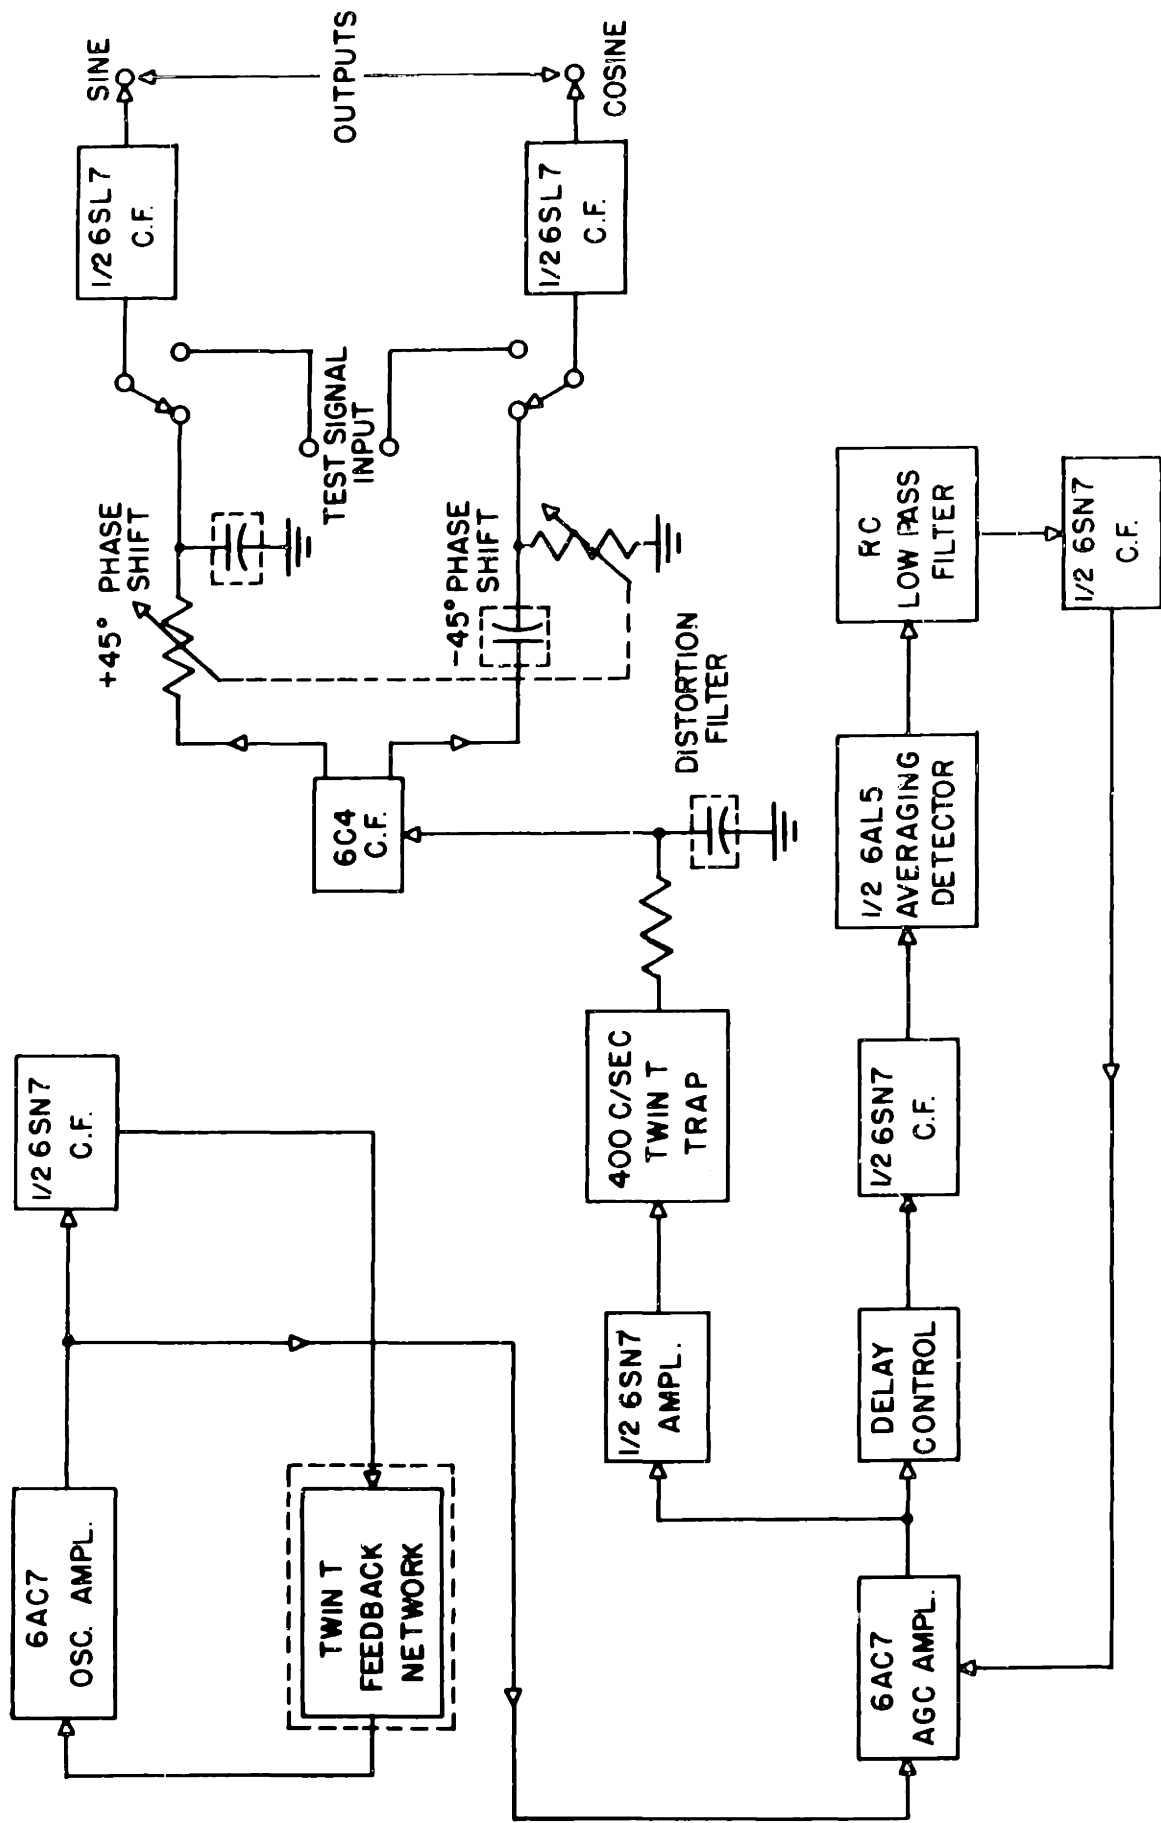 6AC7
OSC. AMPL.
1/2 6SN7
C.F.
TWIN T
FEEDBACK
NETWORK
6AC7
AGC AMPL.
1/2 6SN7
AMPL.
400 C/SEC
TWIN T
TRAP
DISTORTION
FILTER
6C4
C.F.
+45° PHASE
SHIFT
-45° PHASE
SHIFT
TEST SIGNAL
INPUT
1/2 6SL7
C.F.
SINE
OUTPUTS
1/2 6SL7
C.F.
COSINE
DELAY
CONTROL
1/2 6SN7
C.F.
1/2 6AL5
AVERAGING
DETECTOR
RC
LOW PASS
FILTER
1/2 6SN7
C.F.